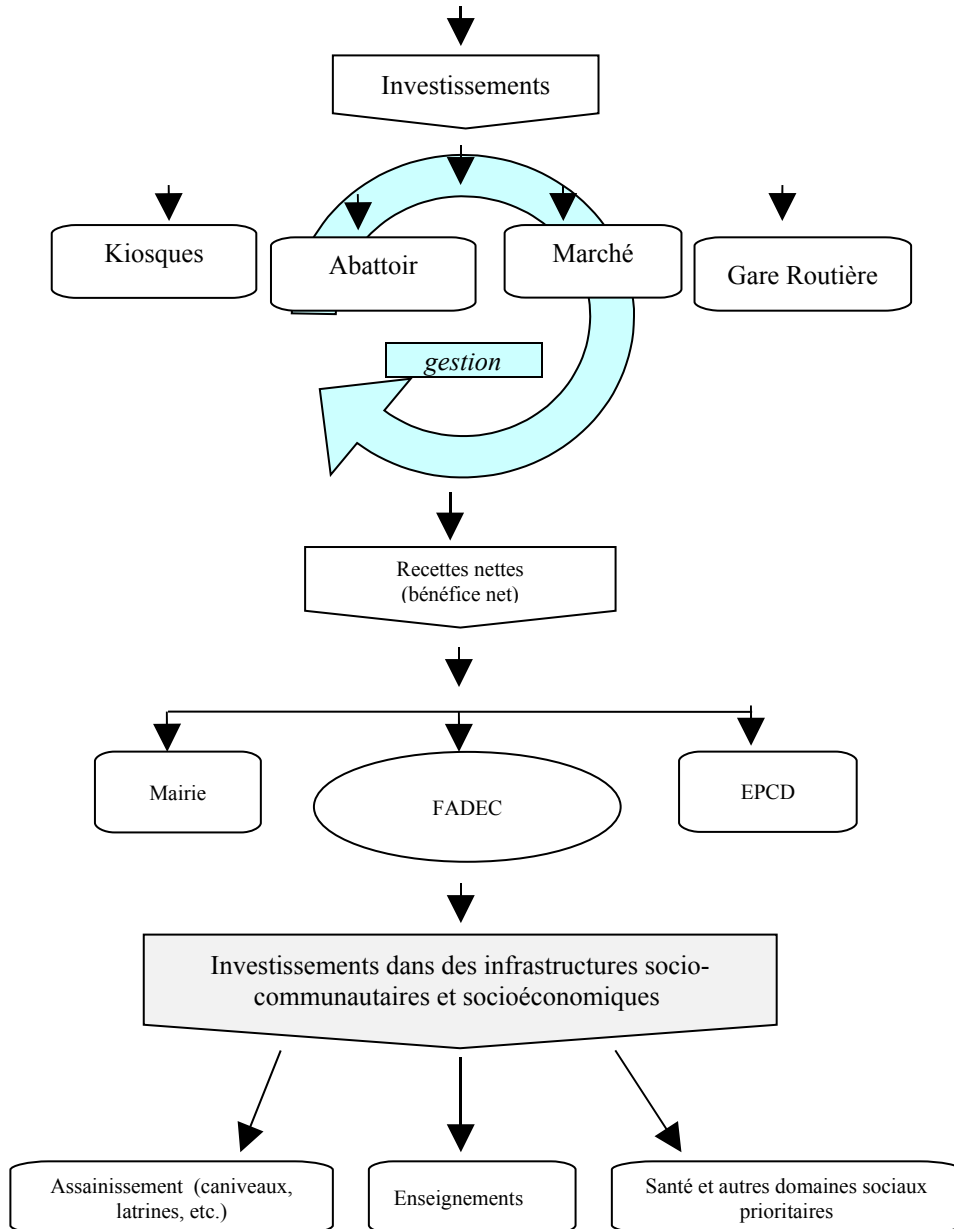 Investissements
Kiosques
Abattoir
Marché
Gare Routière
gestion
Recettes nettes
(bénéfice net)
Mairie
FADEC
EPCD
Investissements dans des infrastructures socio-
communautaires et socioéconomiques
Assainissement (caniveaux,
latrines, etc.)
Enseignements
Santé et autres domaines sociaux
prioritaires